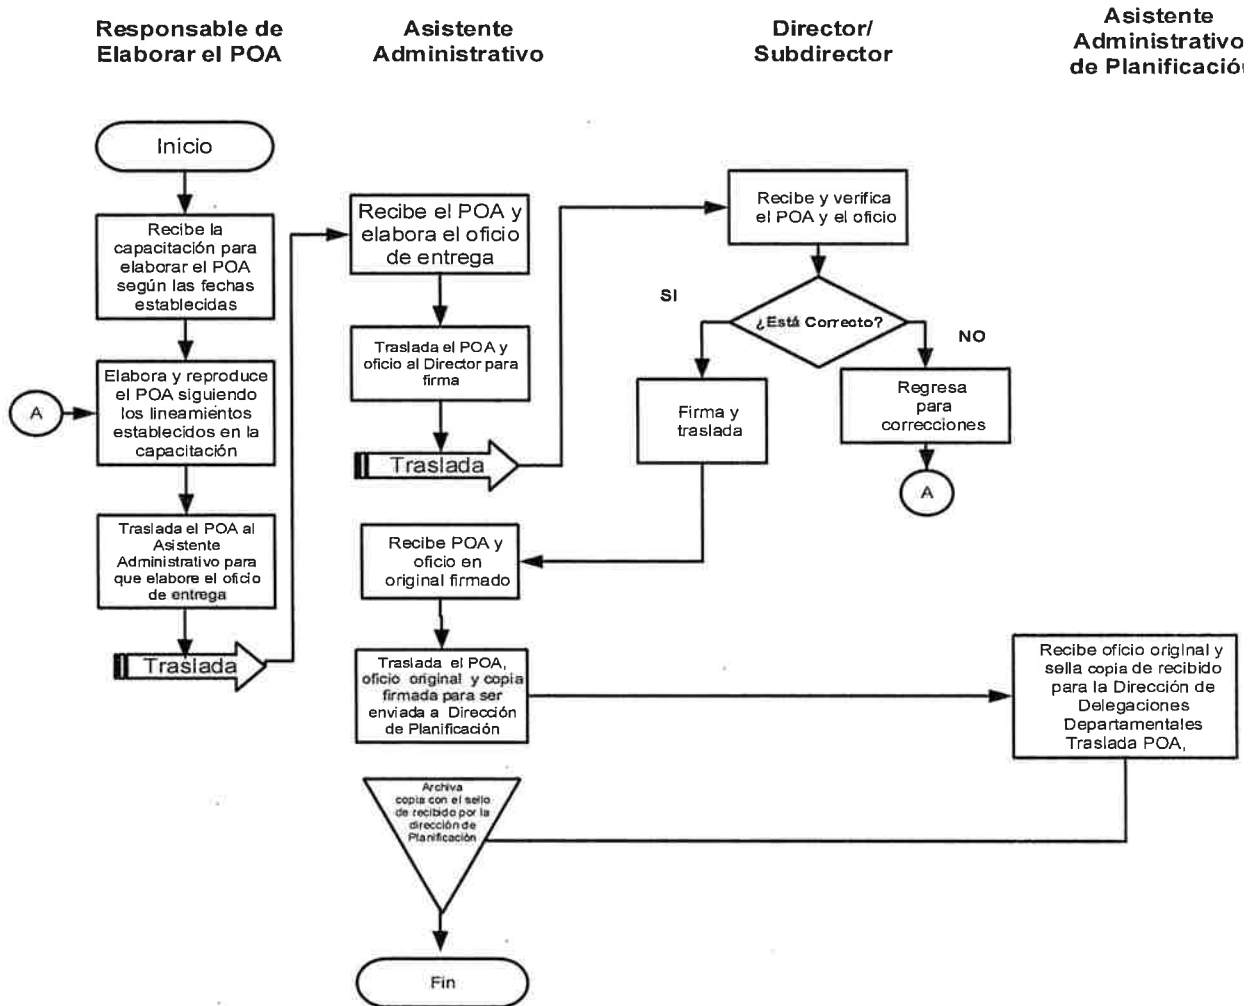 Responsable de
Elaborar el POA
Asistente
Administrativo
Director/
Subdirector
Asistente
Administrativo
de Planificació
Inicio
Recibe la
capacitación para
elaborar el POA
según las fechas
establecidas
A
Elabora y reproduce
el POA siguiendo
los lineamientos
establecidos en la
capacitación
Traslada el POA al
Asistente
Administrativo para
que elabore el oficio
de entrega
Traslada
Recibe el POA y
elabora el oficio
de entrega
Traslada el POA y
oficio al Director para
firma
Traslada
Recibe y verifica
el POA y el oficio
¿Está Correcto?
SI
NO
Firma y
traslada
Regresa
para
correcciones
A
Recibe POA y
oficio en
original firmado
Traslada el POA,
oficio original y copia
firmada para ser
enviada a Dirección
de Planificación
Recibe oficio original y
sella copia de recibido
para la Dirección de
Delegaciones
Departamentales
Traslada POA,
Archiva
copia con el sello
de recibido por la
dirección de
Planificación
Fin